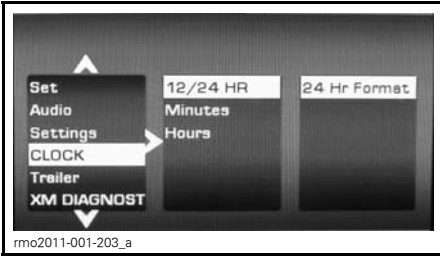 Set
Audio
Settings
CLOCK
Trailer
XM DIAGNOST
12/24 HR
Minutes
Hours
24 Hr Format
rmo2011-001-203_a